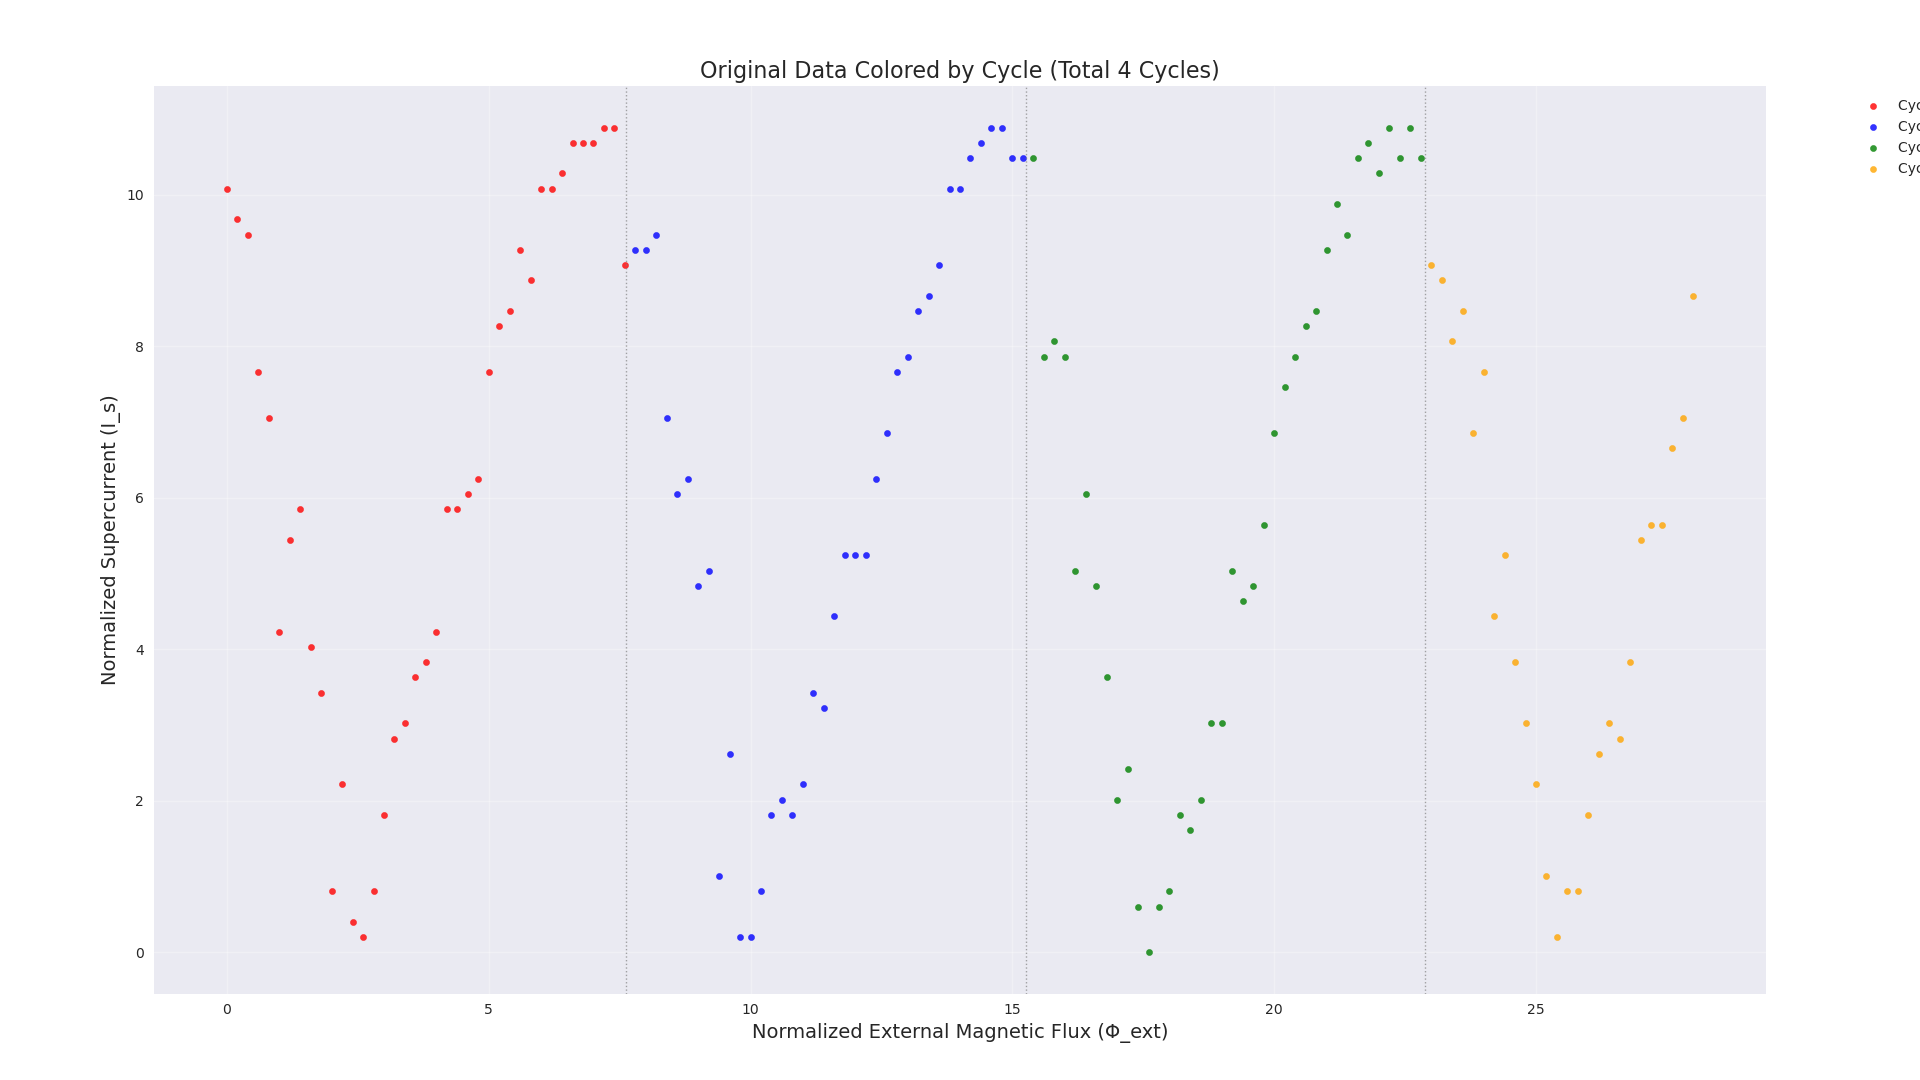 Original Data Colored by Cycle (Total 4 Cycles)
Cyc
Cyc
Cyc
Cyc
10
8
6
4
2
0
Normalized Supercurrent (I_s)
0 5 10 15 20 25
Normalized External Magnetic Flux (Φ_ext)